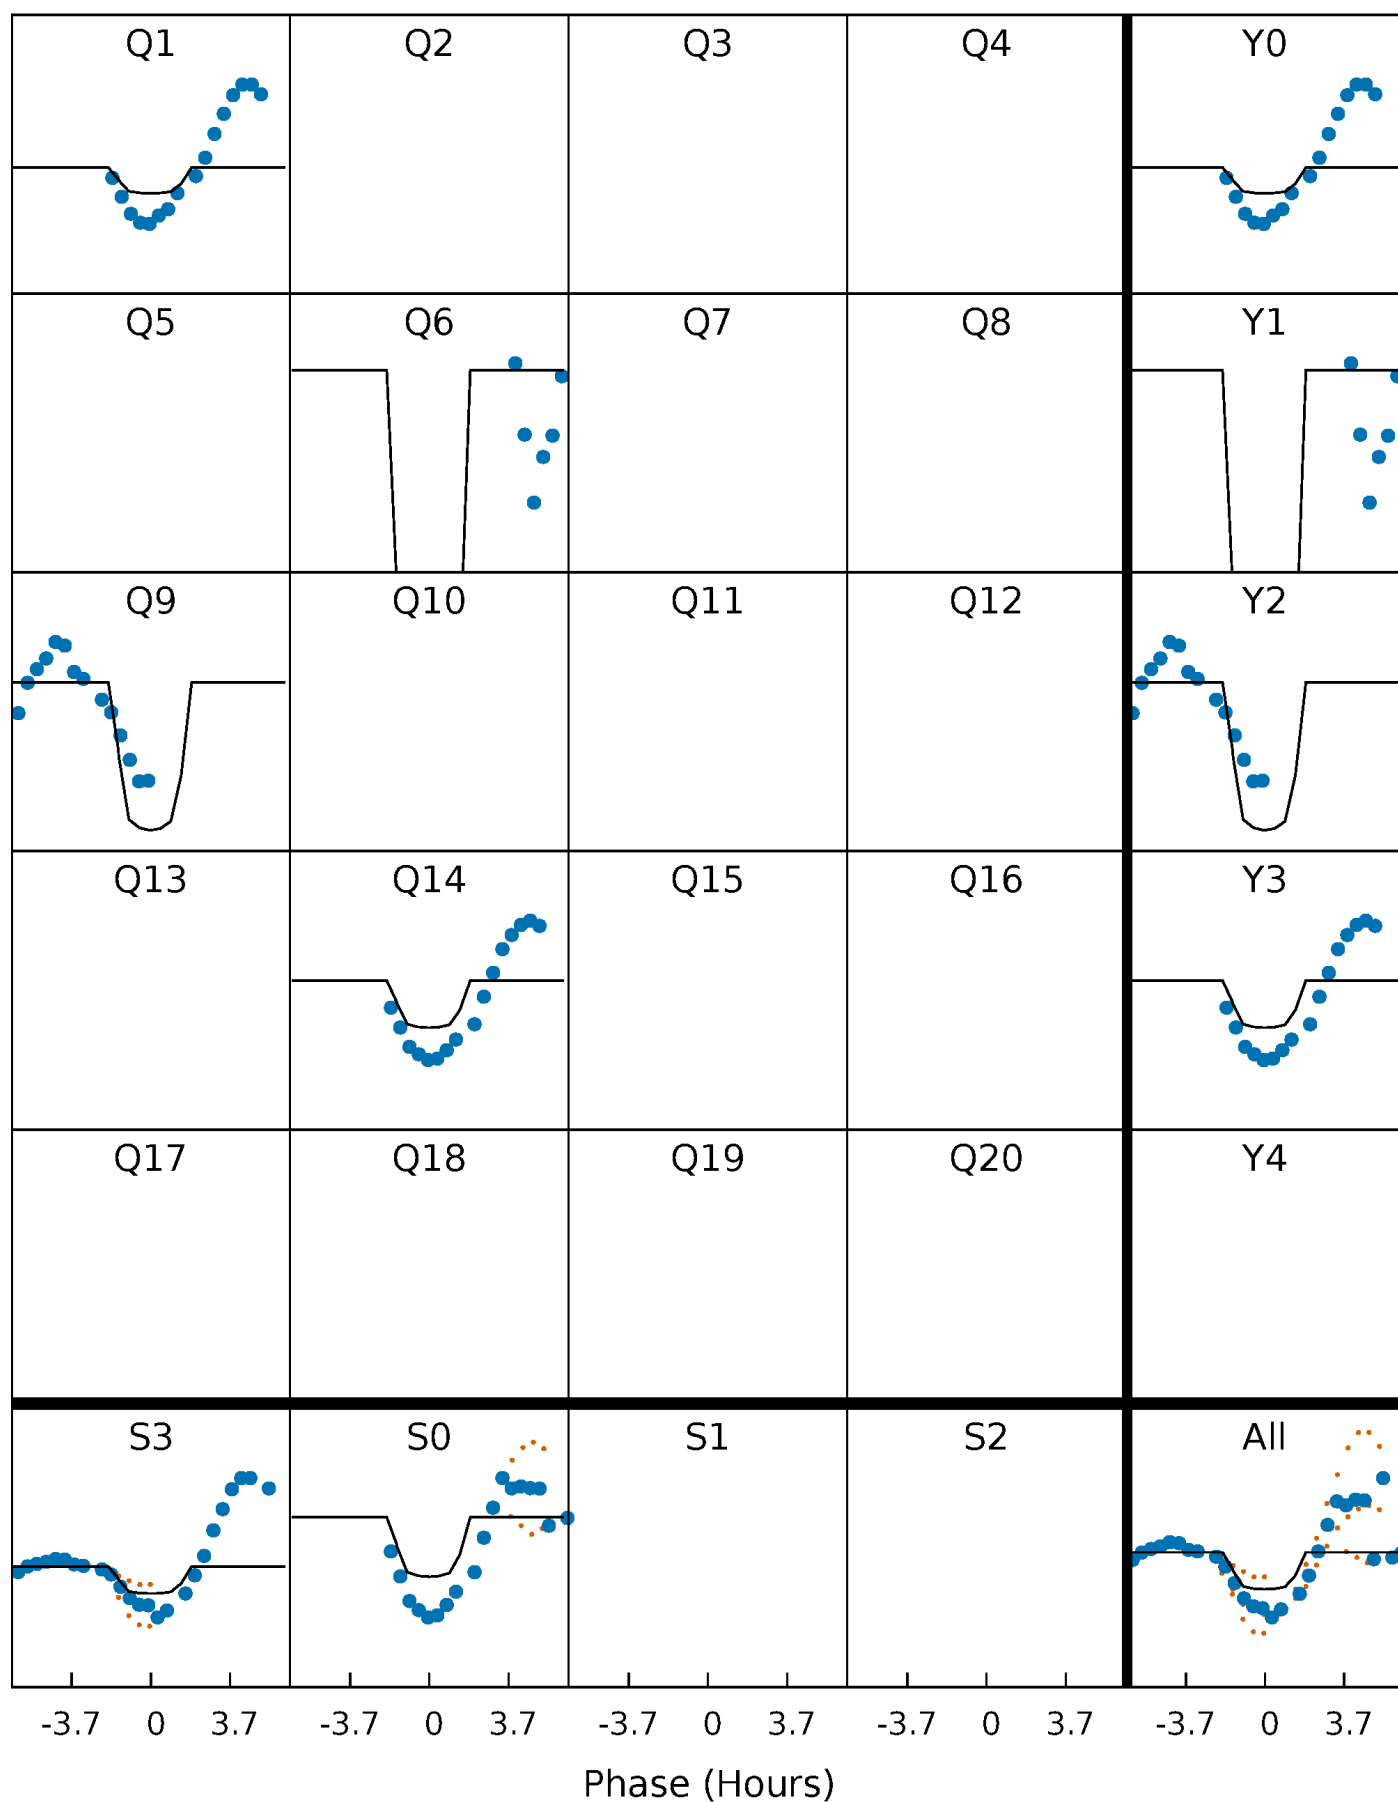 Q1 Q2 Q3 Q4 Y0
Q5 Q6 Q7 Q8 Y1
Q9 Q10 Q11 Q12 Y2
Q13 Q14 Q15 Q16 Y3
Q17 Q18 Q19 Q20 Y4
S3 S0 S1 S2 All
-3.7 0 3.7 -3.7 0 3.7 -3.7 0 3.7 -3.7 0 3.7 -3.7 0 3.7
Phase (Hours)